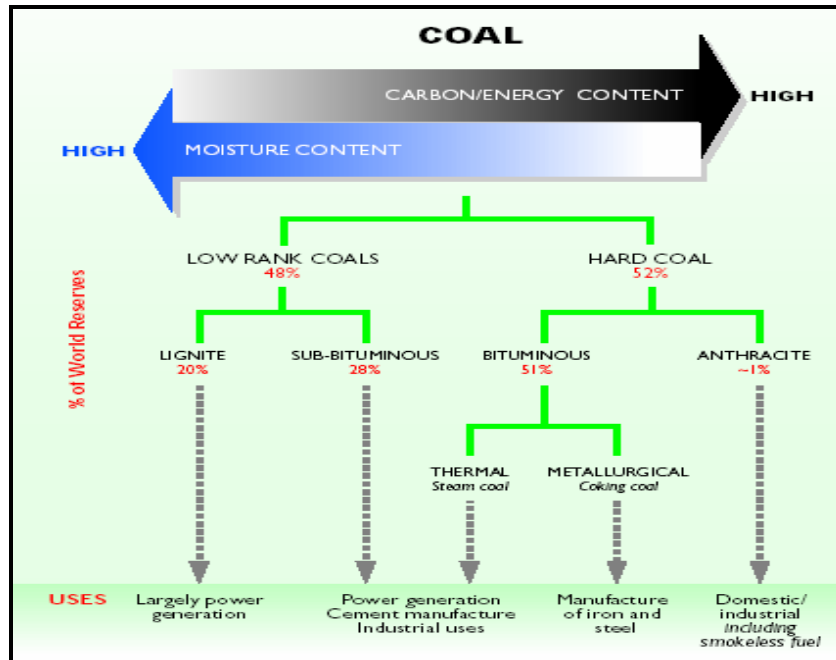 COAL
CARBON/ENERGY CONTENT
HIGH
HIGH
MOISTURE CONTENT
LOW RANK COALS
48%
HARD COAL
52%
% of World Reserves
LIGNITE
20%
SUB-BITUMINOUS
28%
BITUMINOUS
51%
ANTHRACITE
~1%
THERMAL
Steam coal
METALLURGICAL
Coking coal
USES
Largely power
generation
Power generation
Cement manufacture
Industrial uses
Manufacture
of iron and
steel
Domestic/
industrial
including
smokeless fuel